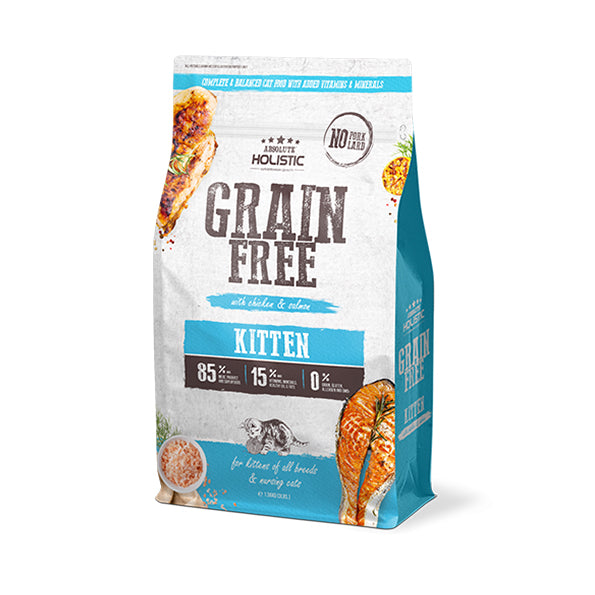 COMPLETE & BALANCED CAT FOOD WITH ADDED VITAMINS & MINERALS
NO PORK
LARD
ABSOLUTE
HOLISTIC
GRAIN
FREE
with chicken & salmon
KITTEN
85%
15%
0%
for kittens of all breeds
& nursing cats
ABSOLUTE
HOLISTIC
GRAIN
FREE
KITTEN